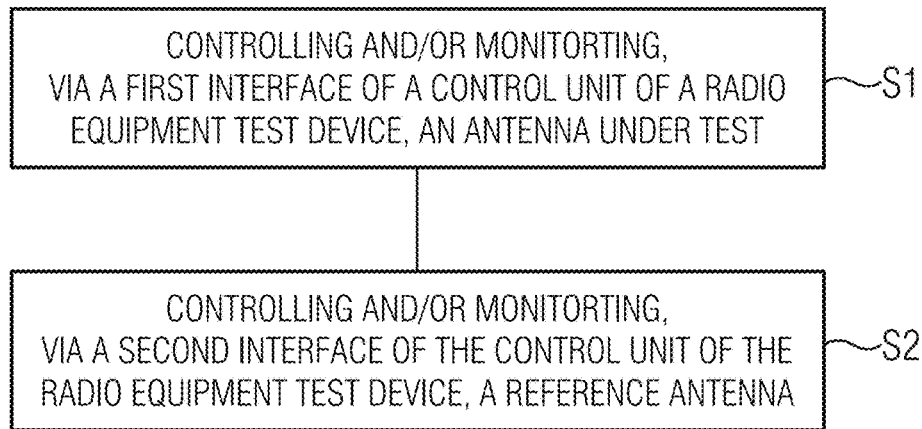 CONTROLLING AND/OR MONITORTING,
VIA A FIRST INTERFACE OF A CONTROL UNIT OF A RADIO
EQUIPMENT TEST DEVICE, AN ANTENNA UNDER TEST
S1
CONTROLLING AND/OR MONITORTING,
VIA A SECOND INTERFACE OF THE CONTROL UNIT OF THE
RADIO EQUIPMENT TEST DEVICE, A REFERENCE ANTENNA
S2